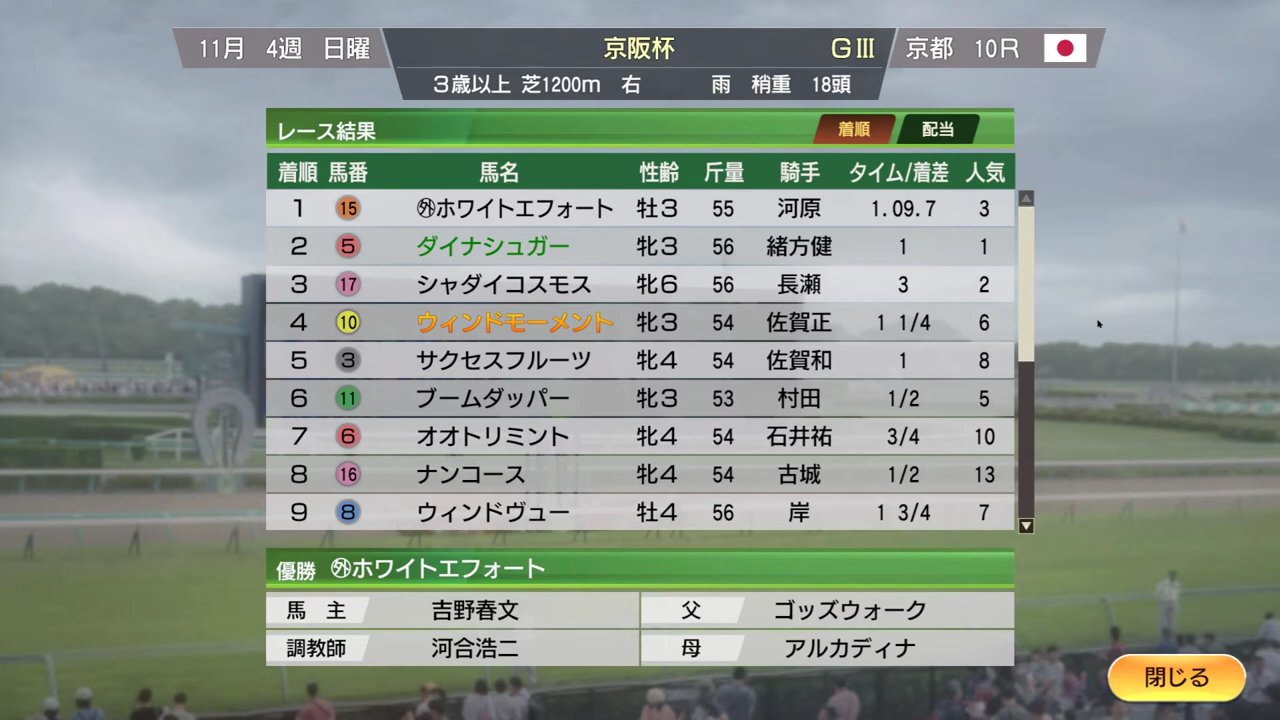 11月 4週 日曜 京阪杯 GⅢ 京都 10R
3歳以上 芝1200m 右 雨 稍重 18頭
レース結果 着順 配当
着順 馬番 馬名 性齢 斤量 騎手 タイム/着差 人気
1 15 ㊕ホワイトエフォート 牡3 55 河原 1.09.7 3
2 5 ダイナシュガー 牝3 56 緒方健 1 1
3 17 シャダイコスモス 牝6 56 長瀬 3 2
4 10 ウィンドモーメント 牝3 54 佐賀正 1 1/4 6
5 3 サクセスフルーツ 牝4 54 佐賀和 1 8
6 11 ブームダッパー 牝3 53 村田 1/2 5
7 6 オオトリミント 牝4 54 石井祐 3/4 10
8 16 ナンコース 牝4 54 古城 1/2 13
9 8 ウィンドヴュー 牡4 56 岸 1 3/4 7
優勝 外ホワイトエフォート
馬主 吉野春文 父 ゴッズウォーク
調教師 河合浩二 母 アルカディナ
閉じる